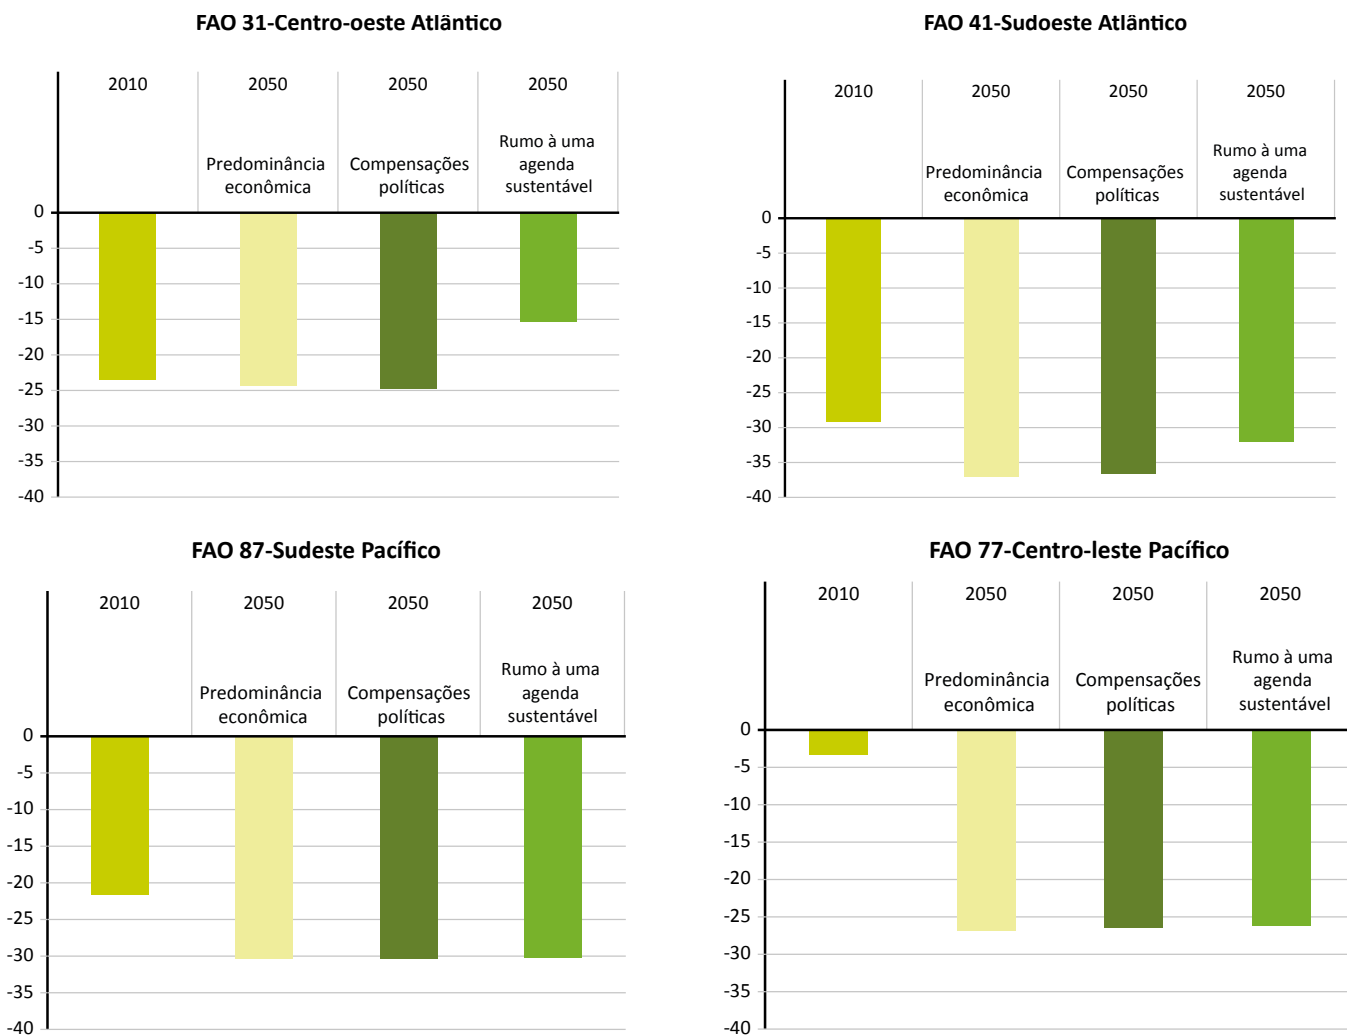 FAO 31-Centro-oeste Atlântico
2010
2050
2050
2050
Predominância
econômica
Compensações
políticas
Rumo à uma
agenda
sustentável
0
-5
-10
-15
-20
-25
-30
-35
-40
FAO 41-Sudoeste Atlântico
2010
2050
2050
2050
Predominância
econômica
Compensações
políticas
Rumo à uma
agenda
sustentável
0
-5
-10
-15
-20
-25
-30
-35
-40
FAO 87-Sudeste Pacífico
2010
2050
2050
2050
Predominância
econômica
Compensações
políticas
Rumo à uma
agenda
sustentável
0
-5
-10
-15
-20
-25
-30
-35
-40
FAO 77-Centro-leste Pacífico
2010
2050
2050
2050
Predominância
econômica
Compensações
políticas
Rumo à uma
agenda
sustentável
0
-5
-10
-15
-20
-25
-30
-35
-40